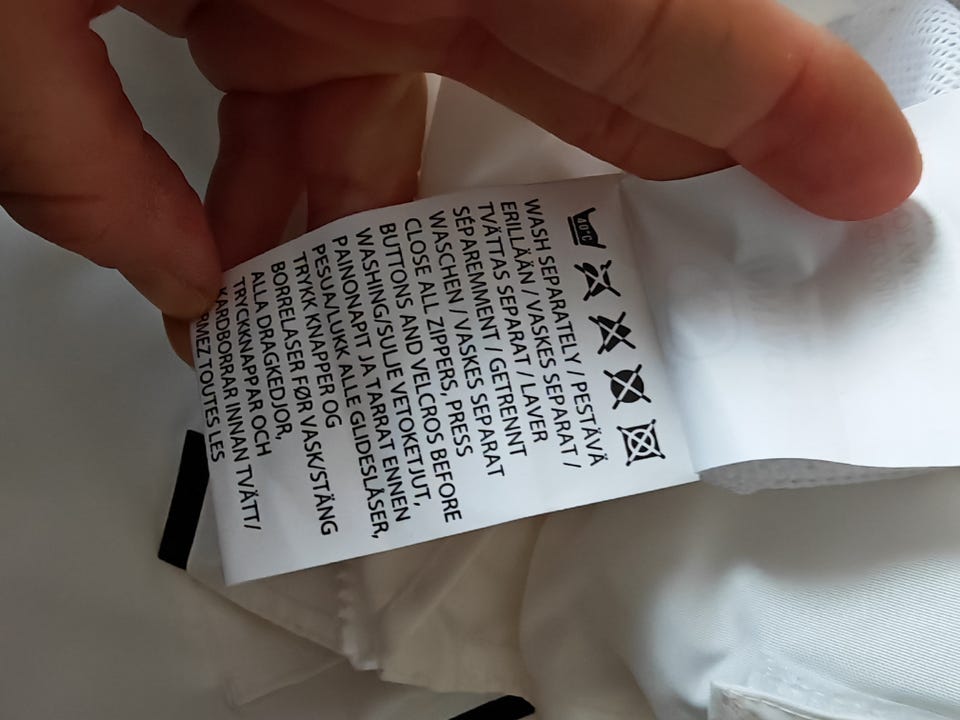 40°C
WASH SEPARATELY / PESTÄVÄ
ERILLÄÄN / VASKES SEPARAT /
TVÄTTAS SEPARAT / LAVER
SÉPAREMMENT / GETRENNT
WASCHEN / VASKES SEPARAT
CLOSE ALL ZIPPERS, PRESS
BUTTONS AND VELCROS BEFORE
WASHING/SULJE VETOKETJUT,
PAINONAPIT JA TARRAT ENNEN
PESUA/LUKK ALLE GLIDESLÅSER,
TRYKK KNAPPER OG
BORRELASER FØR VASK/STÄNG
ALLA DRAGKEDJOR,
TRYCKKNAPPAR OCH
KARDBORRAR INNAN TVÄTT/
TOUTES LES